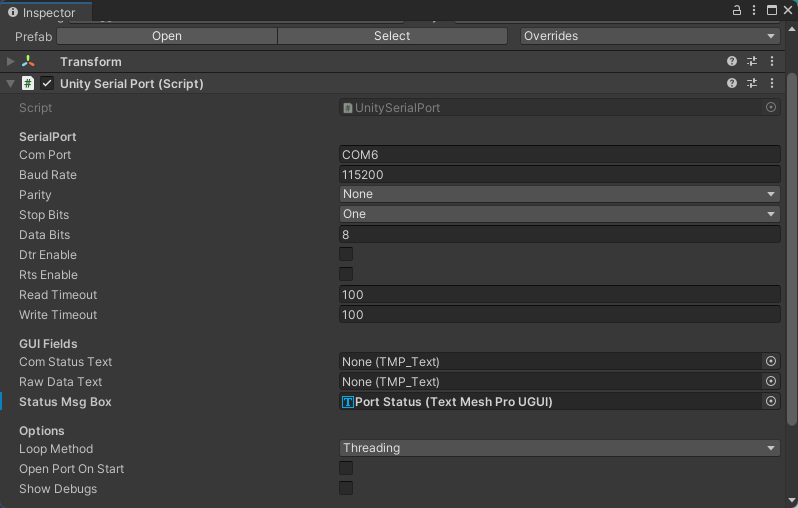 Inspector
Prefab Open Select Overrides
Transform
Unity Serial Port (Script)
Script UnitySerialPort
SerialPort
Com Port COM6
Baud Rate 115200
Parity None
Stop Bits One
Data Bits 8
Dtr Enable
Rts Enable
Read Timeout 100
Write Timeout 100
GUI Fields
Com Status Text None (TMP_Text)
Raw Data Text None (TMP_Text)
Status Msg Box Port Status (Text Mesh Pro UGUI)
Options
Loop Method Threading
Open Port On Start
Show Debugs